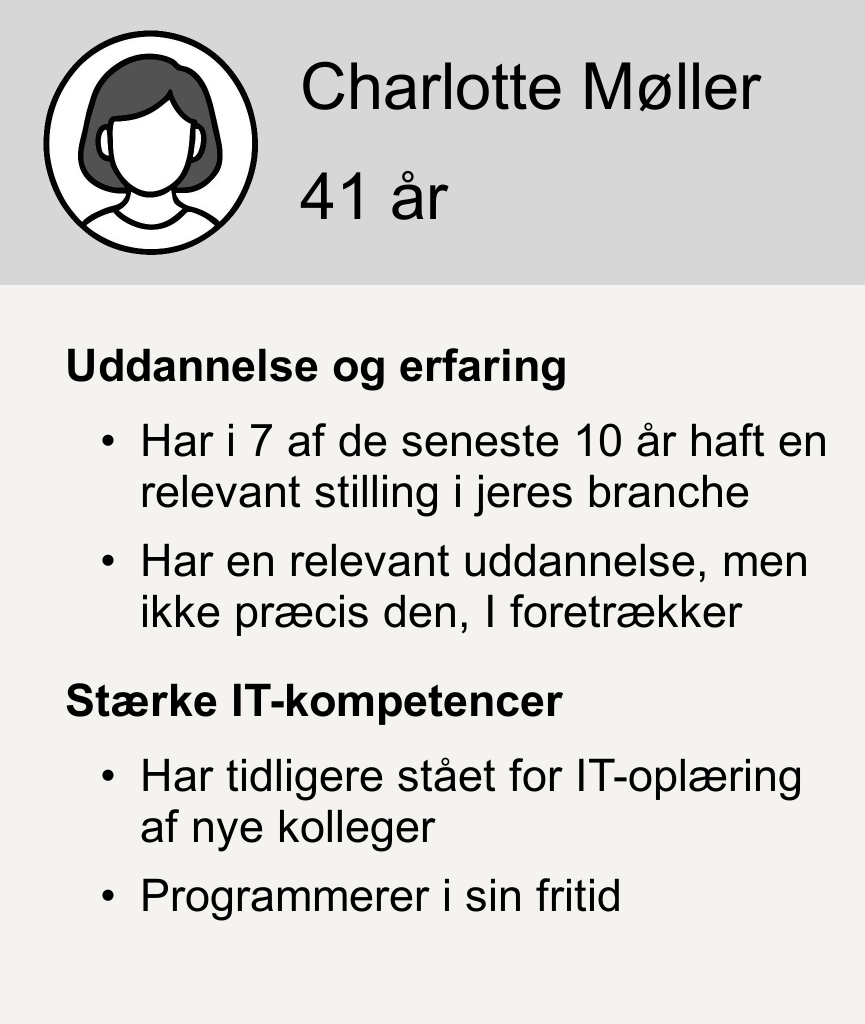 Charlotte Møller
41 år
Uddannelse og erfaring
• Har i 7 af de seneste 10 år haft en
relevant stilling i jeres branche
• Har en relevant uddannelse, men
ikke præcis den, I foretrækker
Stærke IT-kompetencer
• Har tidligere stået for IT-oplæring
af nye kolleger
• Programmerer i sin fritid